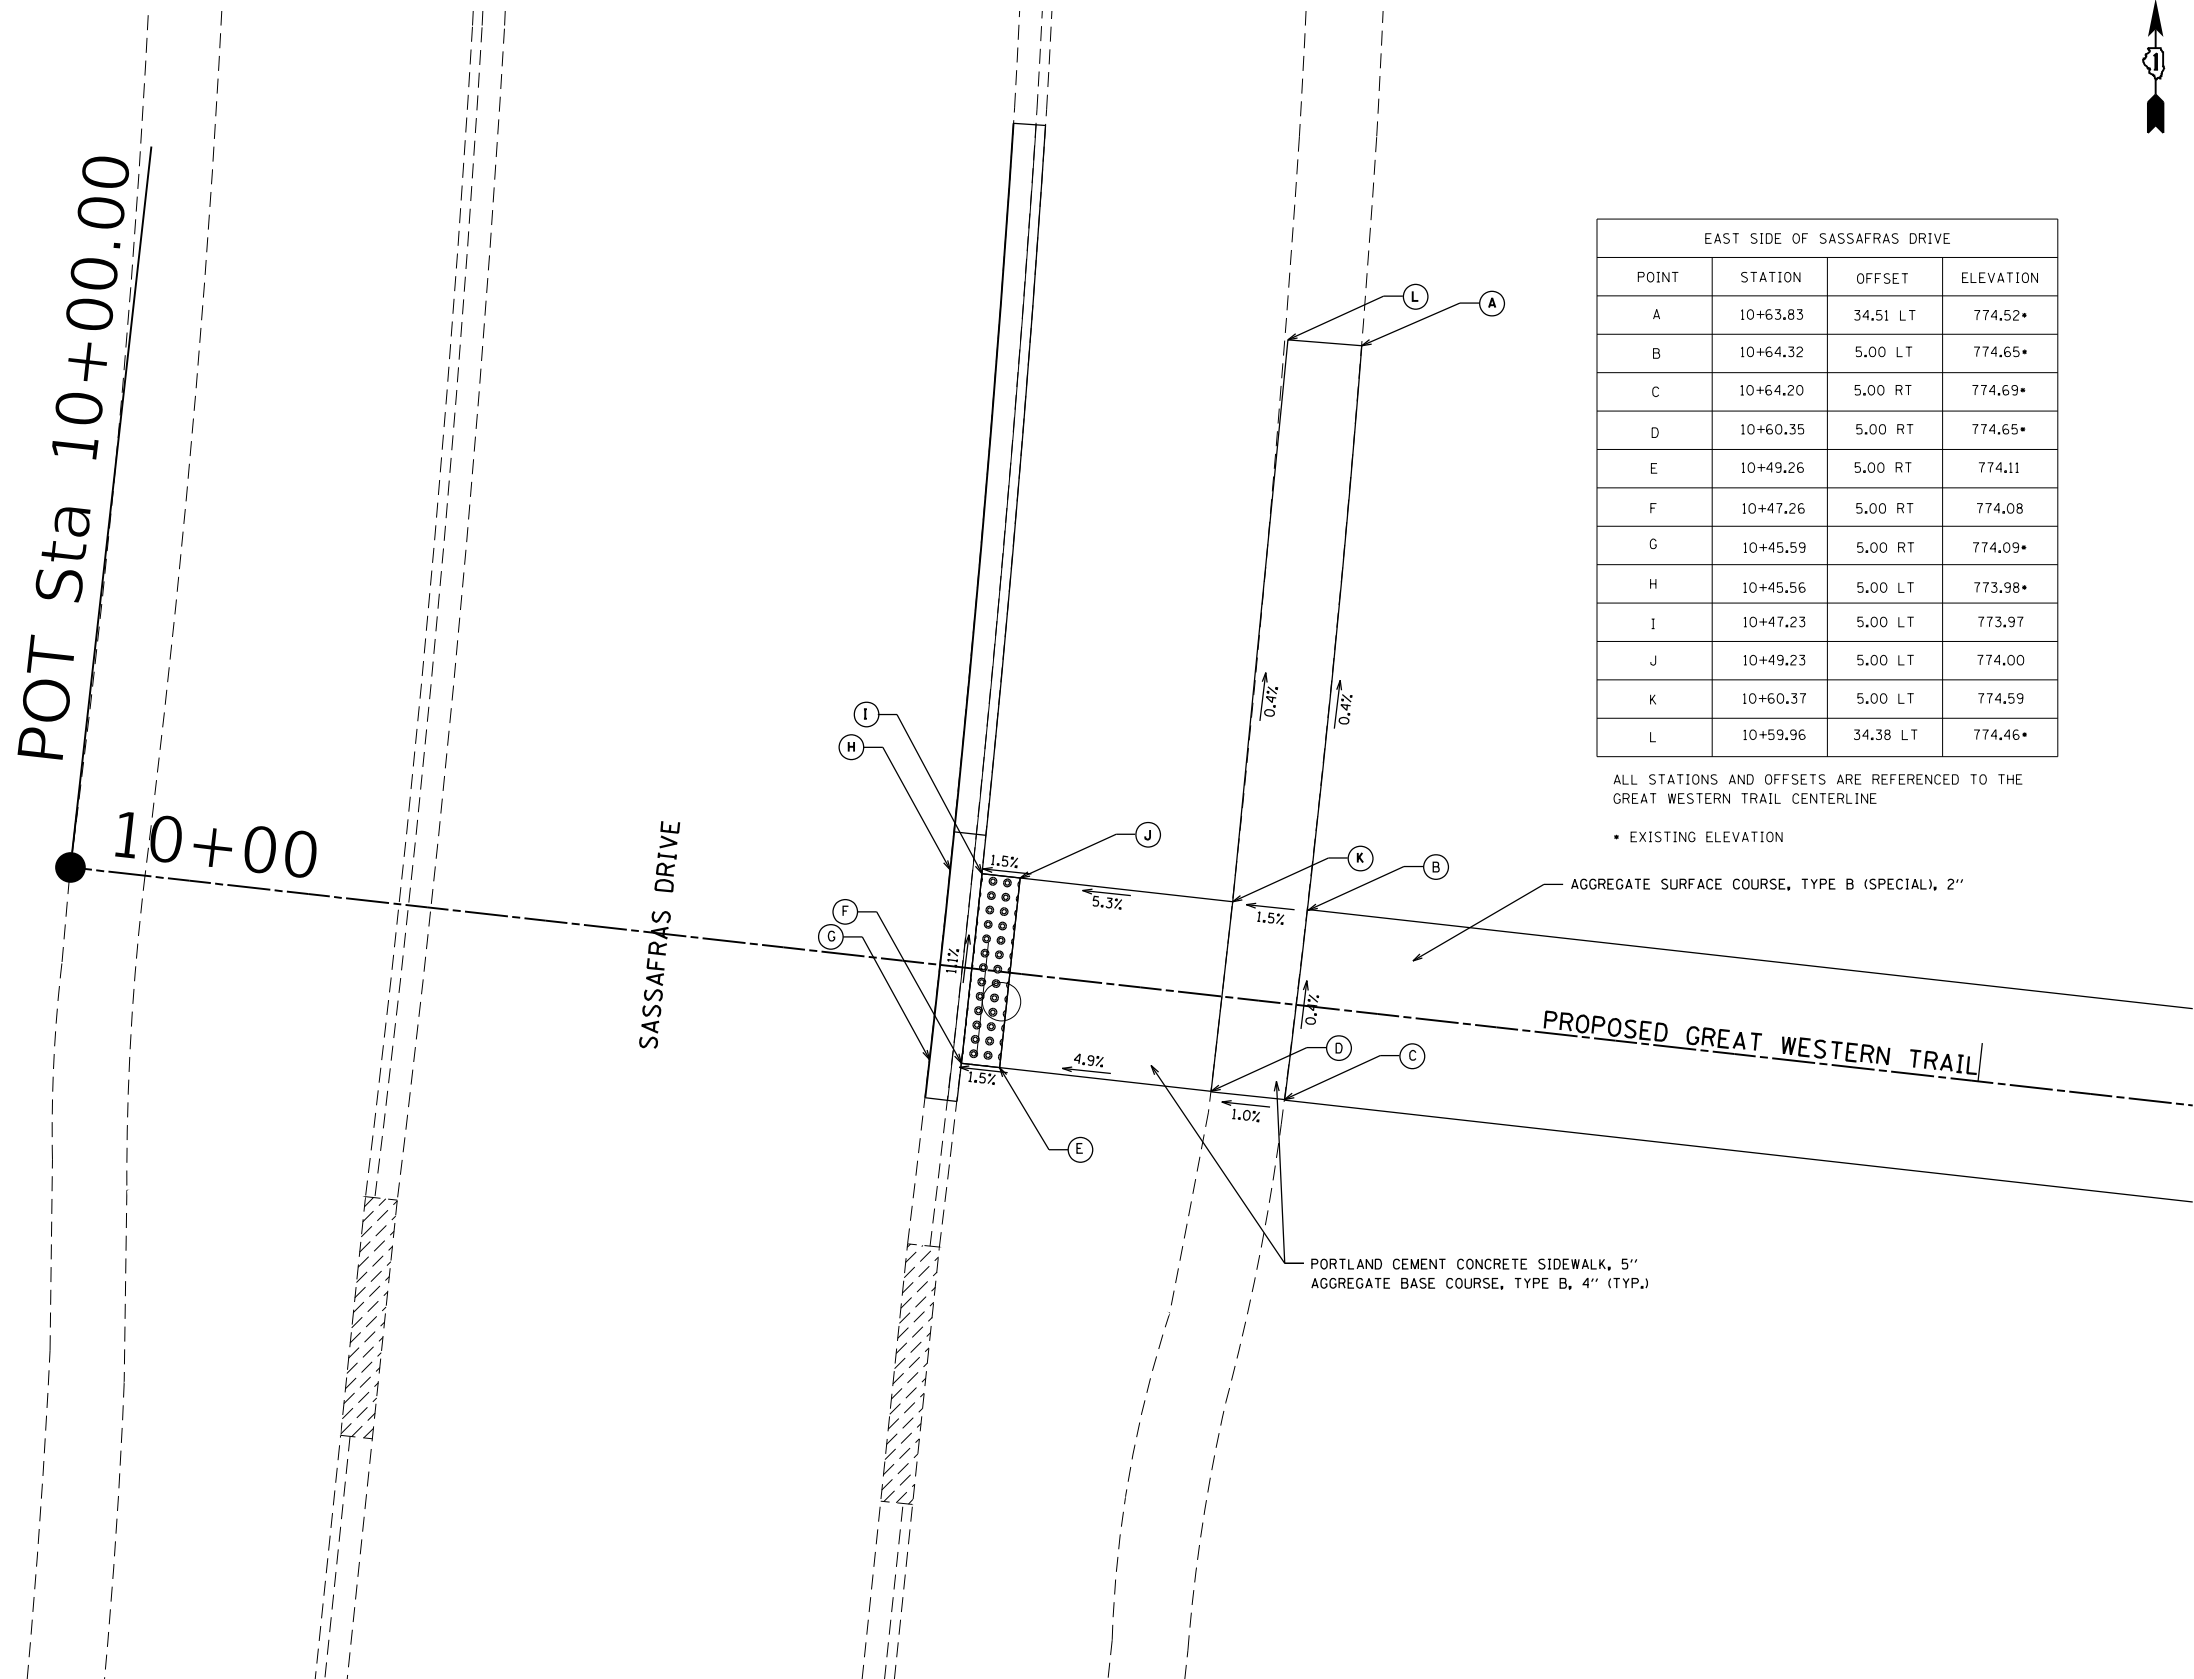 POT Sta 10+00.00
10+00
SASSAFRAS DRIVE
1
L
A
EAST SIDE OF SASSAFRAS DRIVE
POINT STATION OFFSET ELEVATION
A 10+63.83 34.51 LT 774.52*
B 10+64.32 5.00 LT 774.65*
C 10+64.20 5.00 RT 774.69*
D 10+60.35 5.00 RT 774.65*
E 10+49.26 5.00 RT 774.11
F 10+47.26 5.00 RT 774.08
G 10+45.59 5.00 RT 774.09*
H 10+45.56 5.00 LT 773.98*
I 10+47.23 5.00 LT 773.97
J 10+49.23 5.00 LT 774.00
K 10+60.37 5.00 LT 774.59
L 10+59.96 34.38 LT 774.46*
ALL STATIONS AND OFFSETS ARE REFERENCED TO THE
GREAT WESTERN TRAIL CENTERLINE
* EXISTING ELEVATION
0.4%
0.4%
I
H
J
K
B
1.5%
5.3%
1.5%
AGGREGATE SURFACE COURSE, TYPE B (SPECIAL), 2"
F
G
1.1%
0.4%
PROPOSED GREAT WESTERN TRAIL
D
C
4.9%
1.5%
1.0%
E
PORTLAND CEMENT CONCRETE SIDEWALK, 5"
AGGREGATE BASE COURSE, TYPE B, 4" (TYP.)